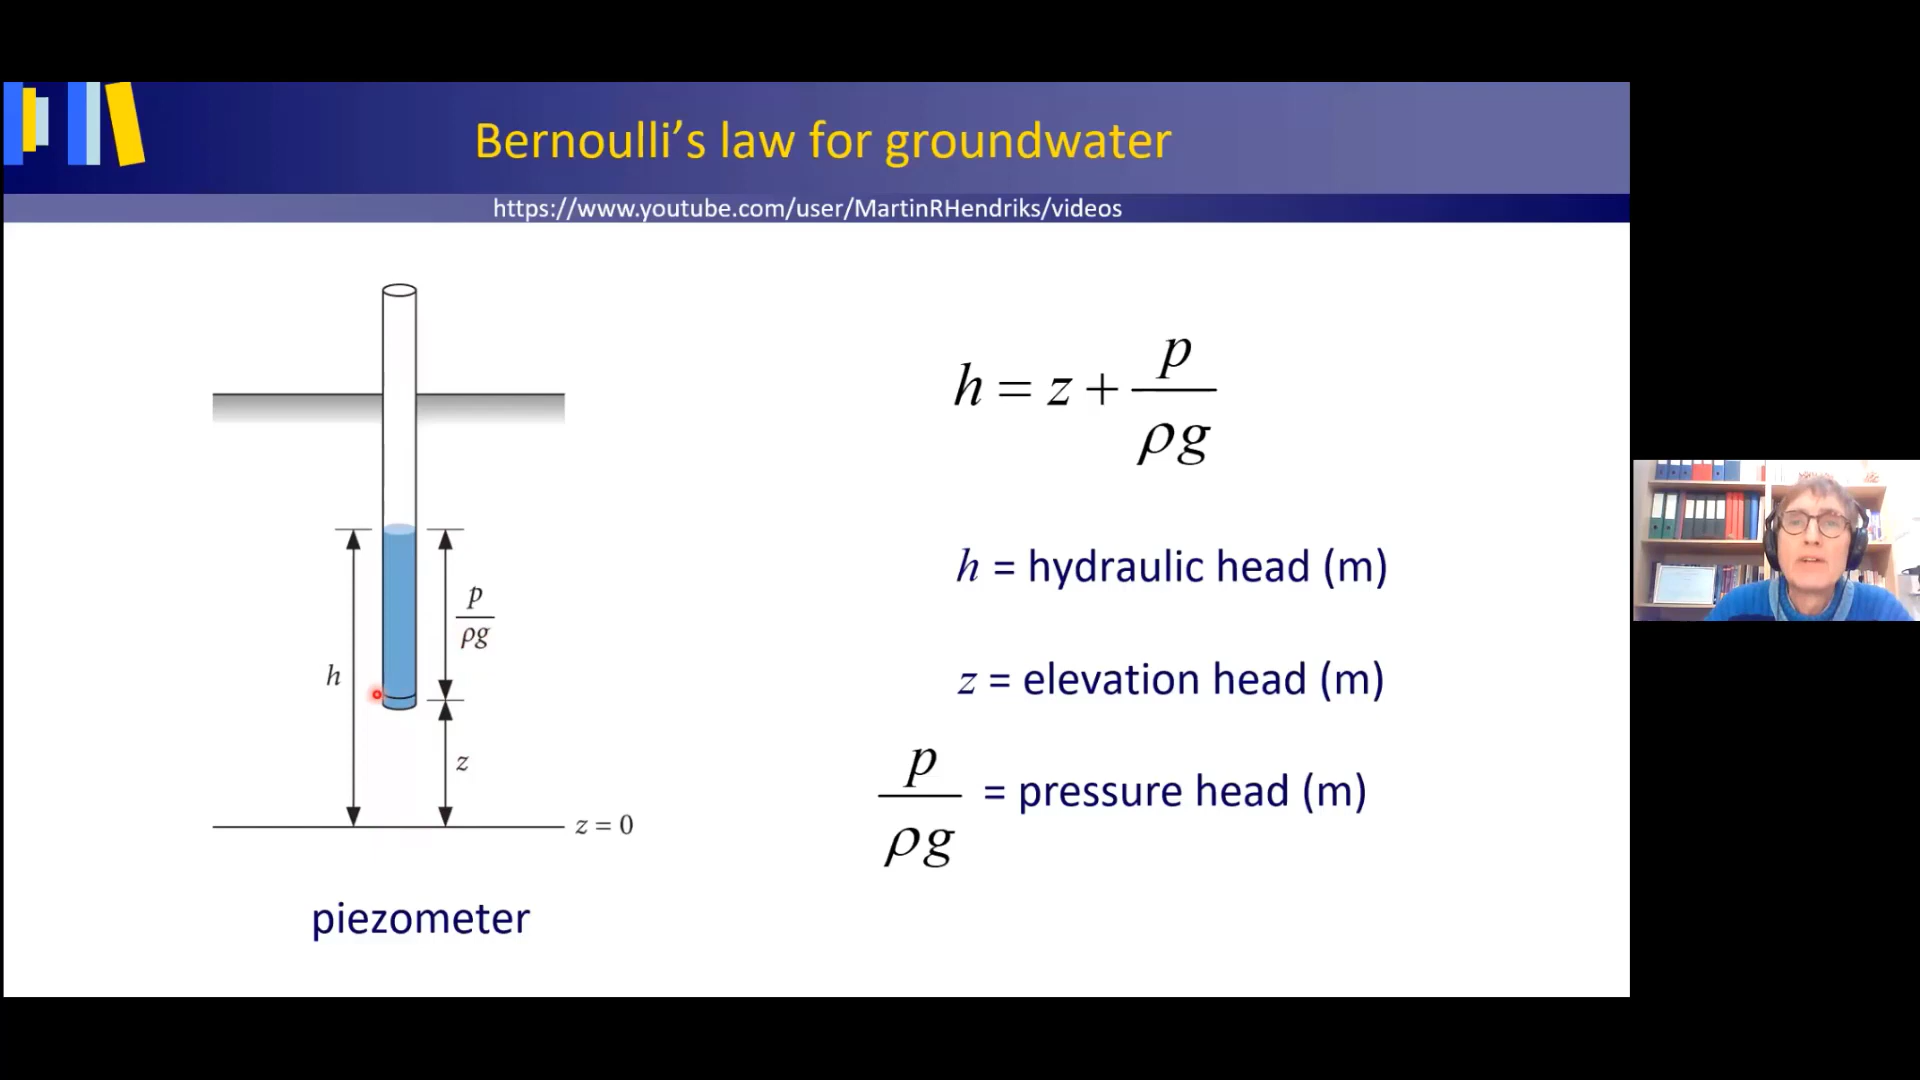 Bernoulli’s law for groundwater
https://www.youtube.com/user/MartinRHendriks/videos
h
p
ρg
z
z = 0
piezometer
h = z + p/ρg
h = hydraulic head (m)
z = elevation head (m)
p/ρg = pressure head (m)